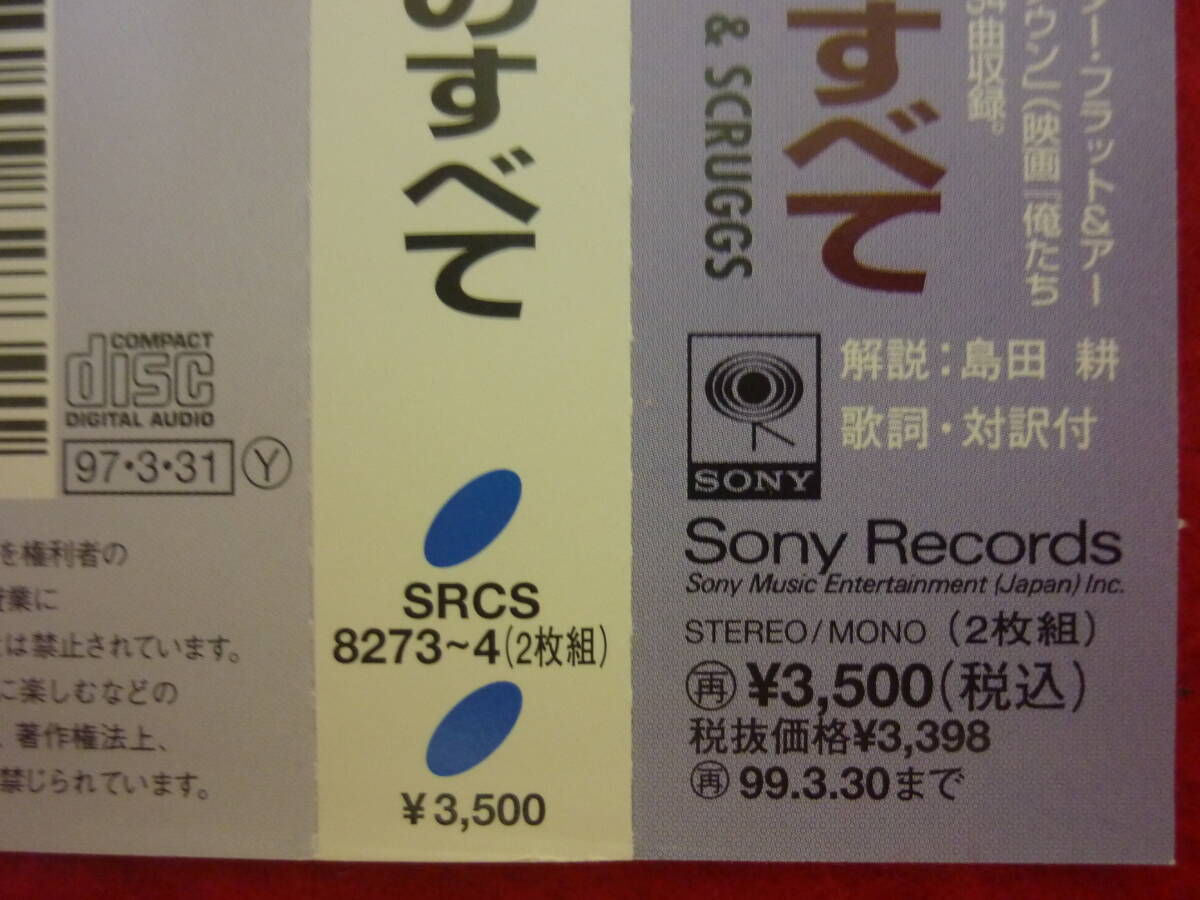 ター・フラット&アー
ウン」(映画「俺たち
34曲収録。
すべて
& SCRUGGS
解説：島田 耕
歌詞・対訳付
SONY
Sony Records
Sony Music Entertainment (Japan) Inc.
STEREO/MONO (2枚組)
再 ¥3,500(税込)
税抜価格¥3,398
再 99.3.30まで
のすべて
SRCS
8273~4(2枚組)
¥3,500
COMPACT
disc
DIGITAL AUDIO
97・3・31 Y
を権利者の
業に
は禁止されています。
に楽しむなどの
、著作権法上、
禁じられています。